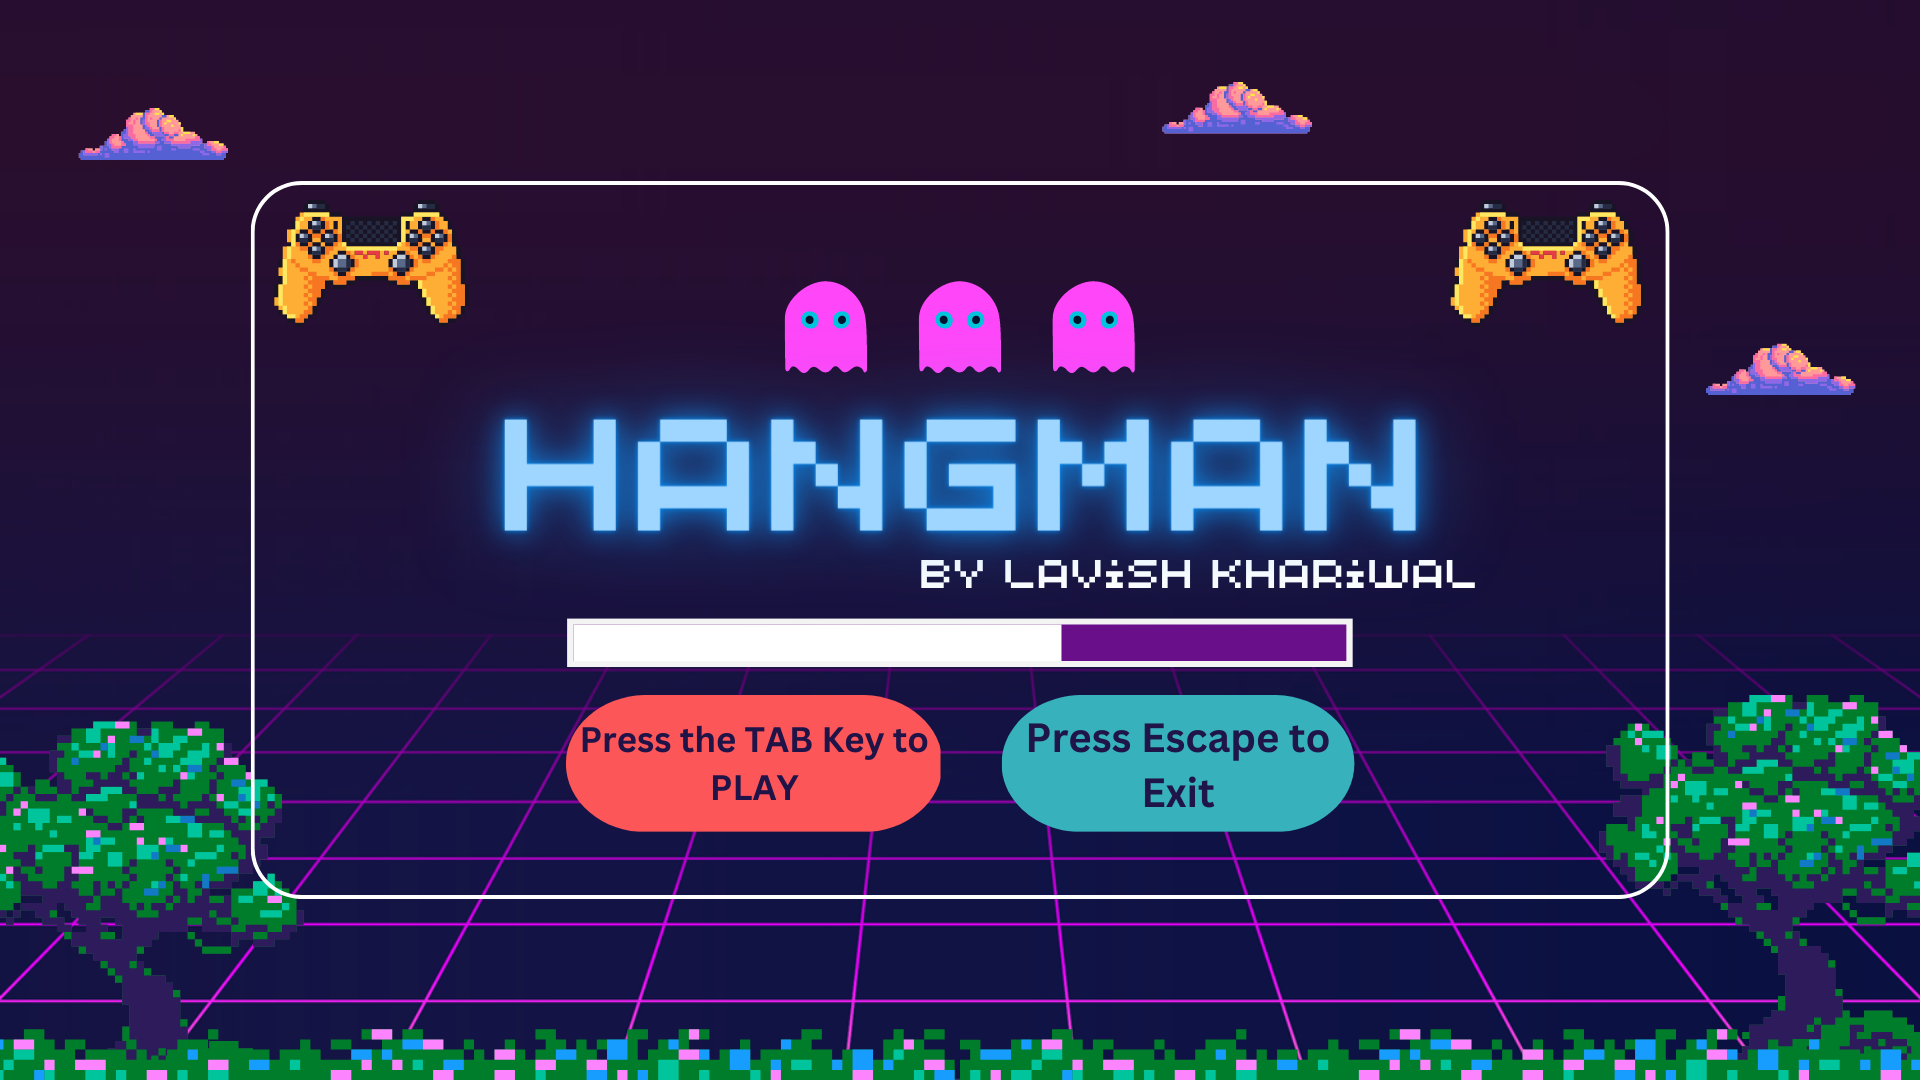 HANGMAN
BY LAViSH KHARiWAL
Press the TAB Key to
PLAY
Press Escape to
Exit